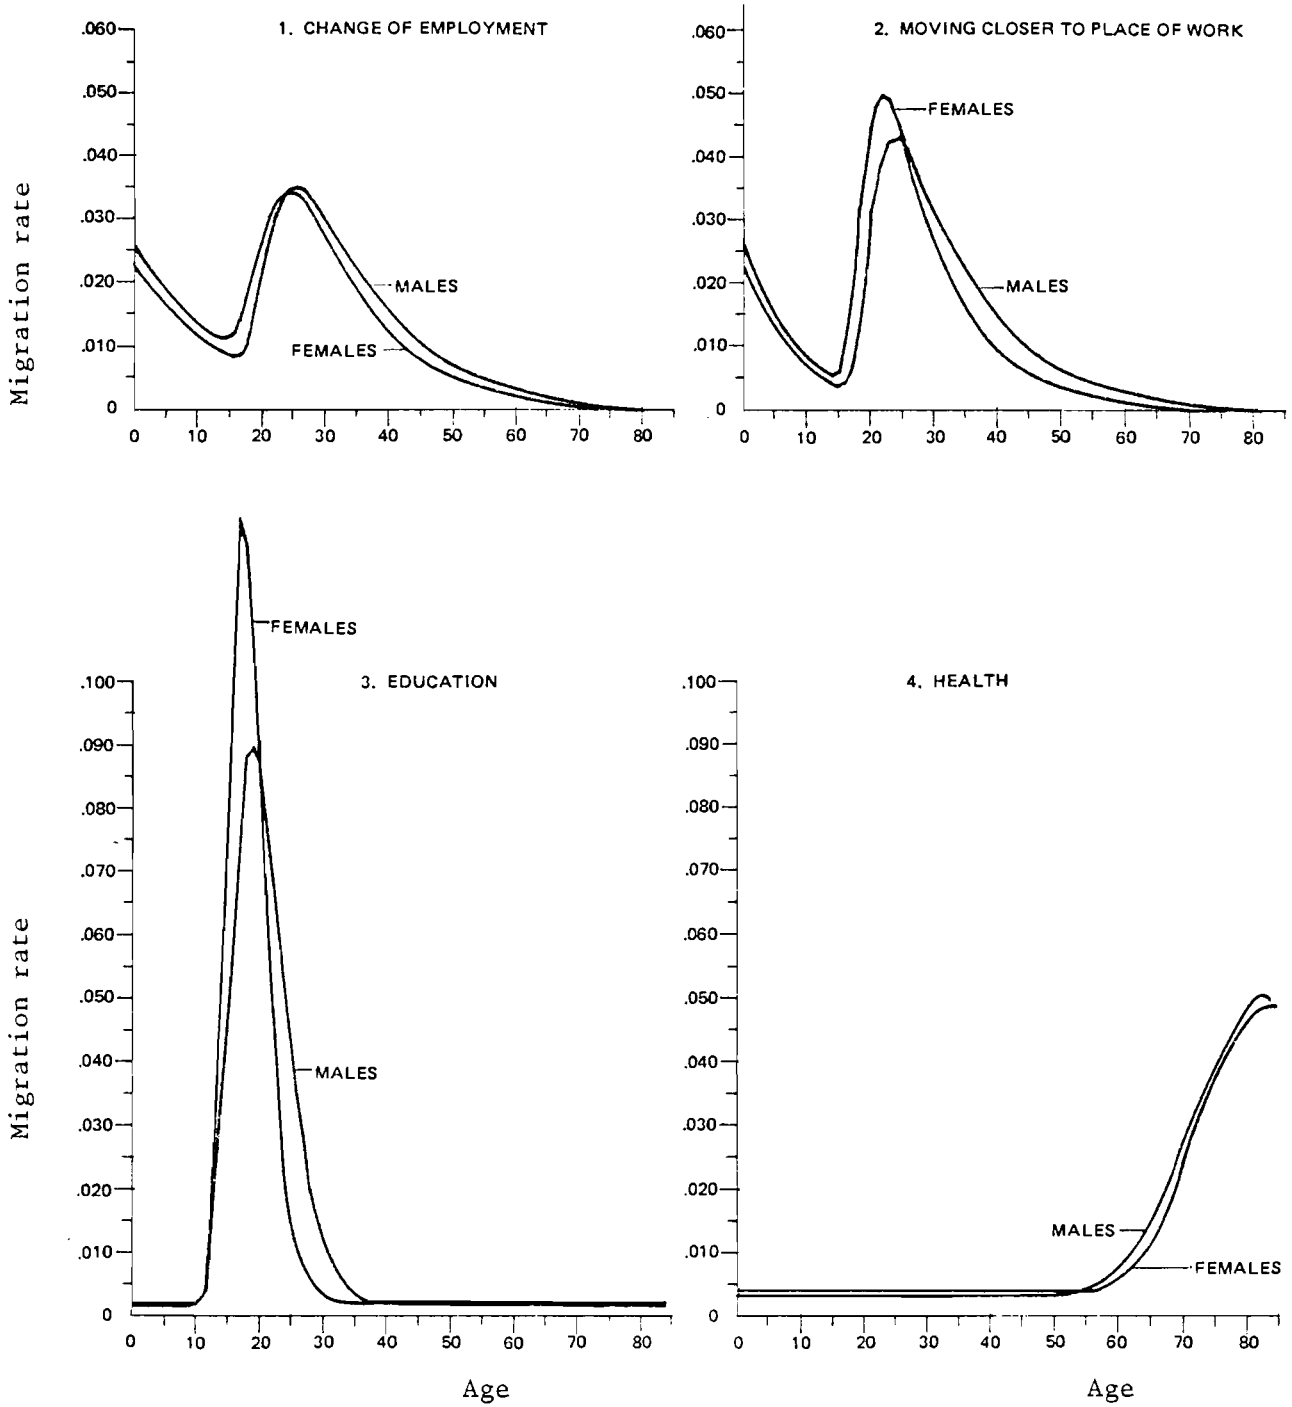 1. CHANGE OF EMPLOYMENT
.060
.050
.040
.030
.020
.010
0
MALES
FEMALES
0 10 20 30 40 50 60 70 80
Migration rate
2. MOVING CLOSER TO PLACE OF WORK
.060
.050
.040
.030
.020
.010
0
FEMALES
MALES
0 10 20 30 40 50 60 70 80
3. EDUCATION
FEMALES
.100
.090
.080
.070
.060
.050
.040
.030
.020
.010
0
MALES
0 10 20 30 40 50 60 70 80
Migration rate
Age
4. HEALTH
.100
.090
.080
.070
.060
.050
.040
.030
.020
.010
0
MALES
FEMALES
0 10 20 30 40 50 60 70 80
Age